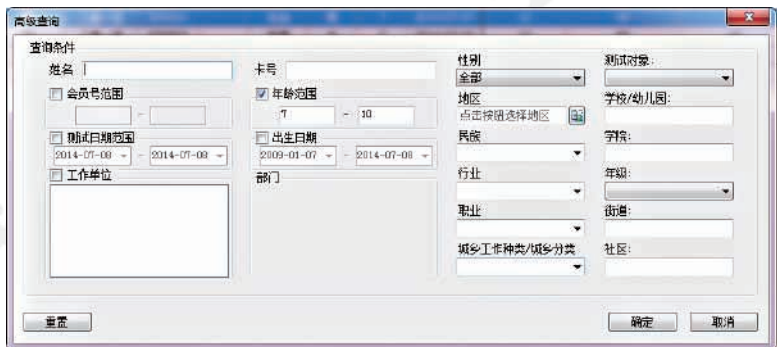 高级查询
查询条件
姓名
卡号
性别
全部
测试对象:
会员号范围
-
年龄范围
7 - 10
地区
点击按钮选择地区
学校/幼儿园:
测试日期范围
2014-07-08 - 2014-07-08
出生日期
2009-01-07 - 2014-07-08
民族
学院:
工作单位
部门
行业
年级:
职业
街道:
城乡工作种类/城乡分类
社区:
重置
确定
取消